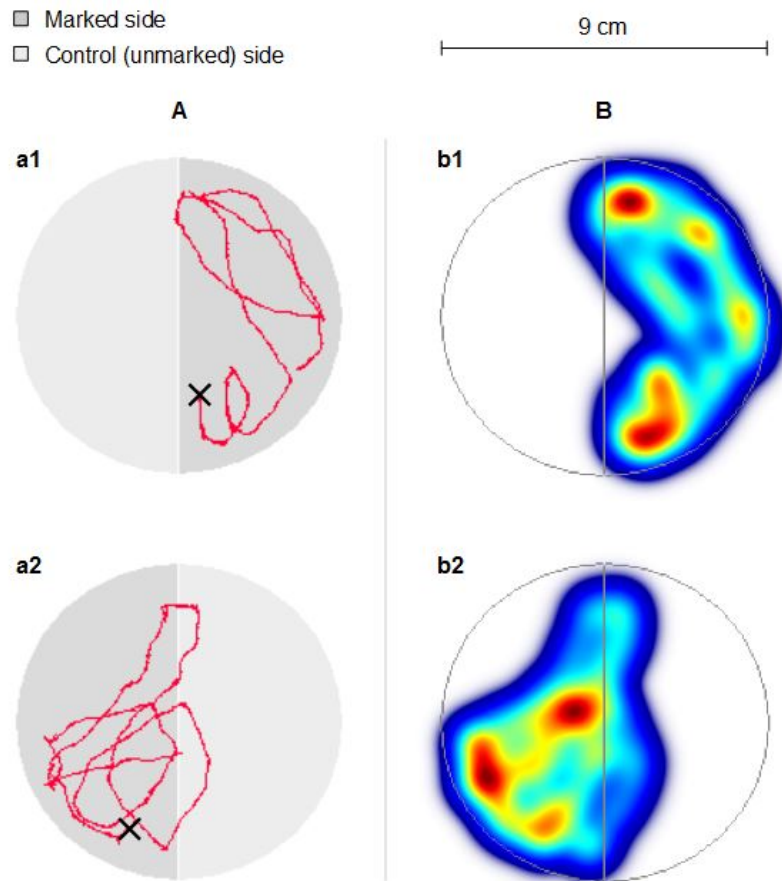 Marked side
Control (unmarked) side
9 cm
A
B
a1
b1
a2
b2